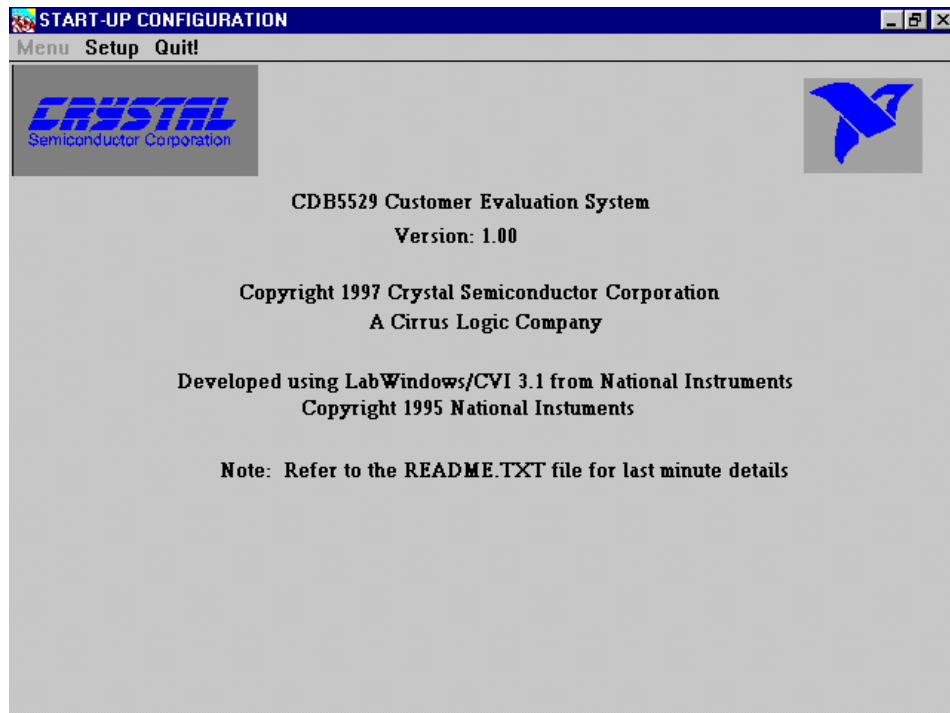 START-UP CONFIGURATION
Menu Setup Quit!
CRYSTAL
Semiconductor Corporation
CDB5529 Customer Evaluation System
Version: 1.00
Copyright 1997 Crystal Semiconductor Corporation
A Cirrus Logic Company
Developed using LabWindows/CVI 3.1 from National Instruments
Copyright 1995 National Instuments
Note: Refer to the README.TXT file for last minute details